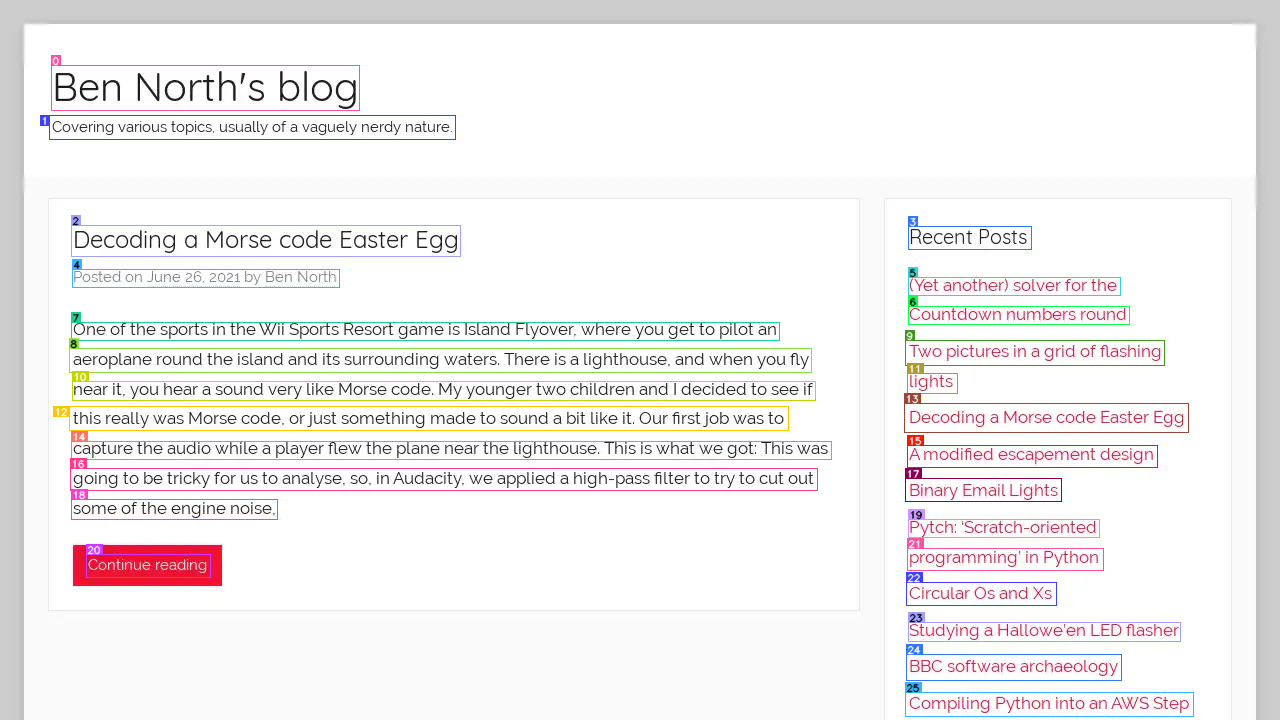 Ben North's blog
Covering various topics, usually of a vaguely nerdy nature.
Decoding a Morse code Easter Egg
Posted on June 26, 2021 by Ben North
One of the sports in the Wii Sports Resort game is Island Flyover, where you get to pilot an
aeroplane round the island and its surrounding waters. There is a lighthouse, and when you fly
near it, you hear a sound very like Morse code. My younger two children and I decided to see if
this really was Morse code, or just something made to sound a bit like it. Our first job was to
capture the audio while a player flew the plane near the lighthouse. This is what we got: This was
going to be tricky for us to analyse, so, in Audacity, we applied a high-pass filter to try to cut out
some of the engine noise,
Continue reading
Recent Posts
(Yet another) solver for the
Countdown numbers round
Two pictures in a grid of flashing
lights
Decoding a Morse code Easter Egg
A modified escapement design
Binary Email Lights
Pytch: ‘Scratch-oriented
programming’ in Python
Circular Os and Xs
Studying a Hallowe’en LED flasher
BBC software archaeology
Compiling Python into an AWS Step